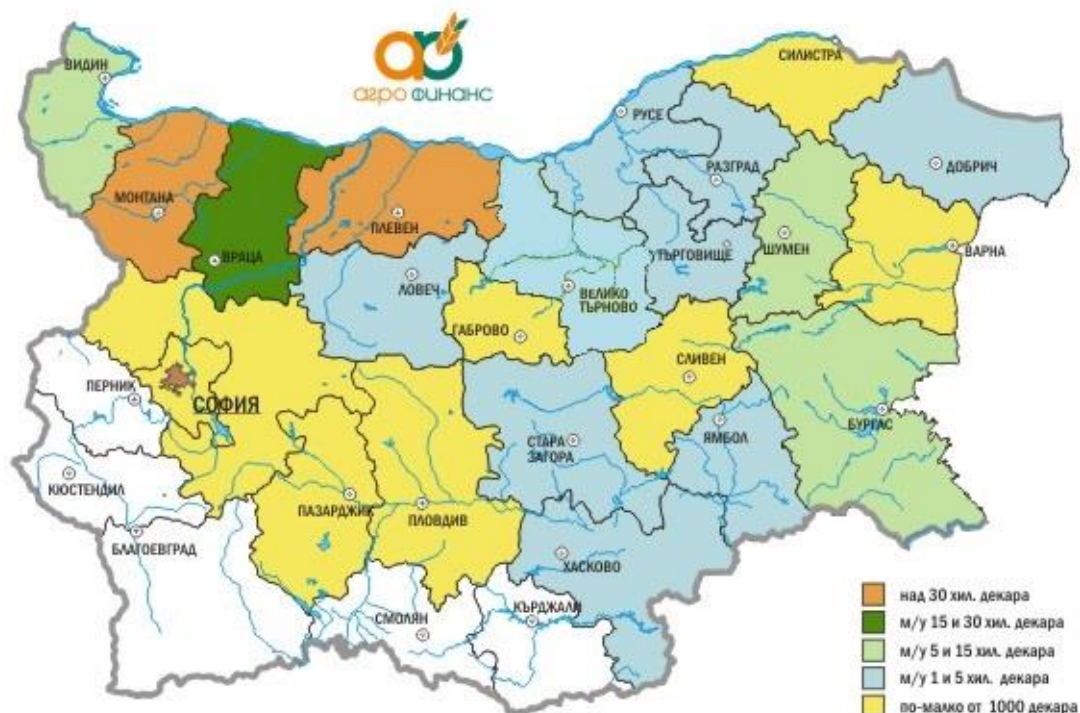 агро финанс
ВИДИН
СИЛИСТРА
РУСЕ
ДОБРИЧ
РАЗГРАД
МОНТАНА
ПЛЕВЕН
ВРАЦА
ШУМЕН
ВАРНА
ТЪРГОВИЩЕ
ЛОВЕЧ
ВЕЛИКО
ТЪРНОВО
ГАБРОВО
СЛИВЕН
ПЕРНИК
СОФИЯ
БУРГАС
ЯМБОЛ
СТАРА
ЗАГОРА
КЮСТЕНДИЛ
ПАЗАРДЖИК
ПЛОВДИВ
БЛАГОЕВГРАД
ХАСКОВО
КЪРДЖАЛИ
СМОЛЯН
над 30 хил. декара
м/у 15 и 30 хил. декара
м/у 5 и 15 хил. декара
м/у 1 и 5 хил. декара
по-малко от 1000 декара